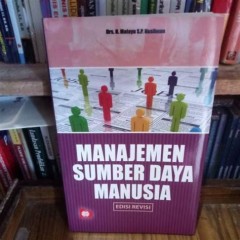 Drs. H. Malayu S.P. Hasibuan
MANAJEMEN
SUMBER DAYA
MANUSIA
EDISI REVISI